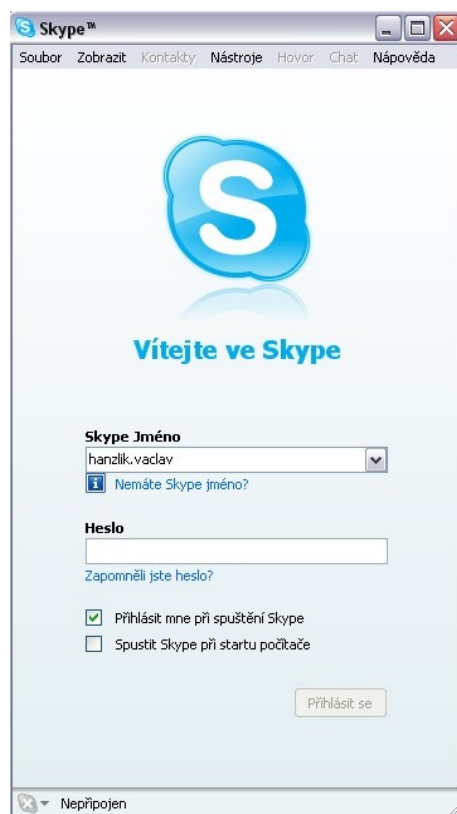 Skype™
Soubor Zobrazit Kontakty Nástroje Hovor Chat Nápověda
S
Vítejte ve Skype
Skype Jméno
hanzlik.vaclav
Nemáte Skype jméno?
Heslo
Zapomněli jste heslo?
Přihlásit mne při spuštění Skype
Spustit Skype při startu počítače
Přihlásit se
Nepřipojen